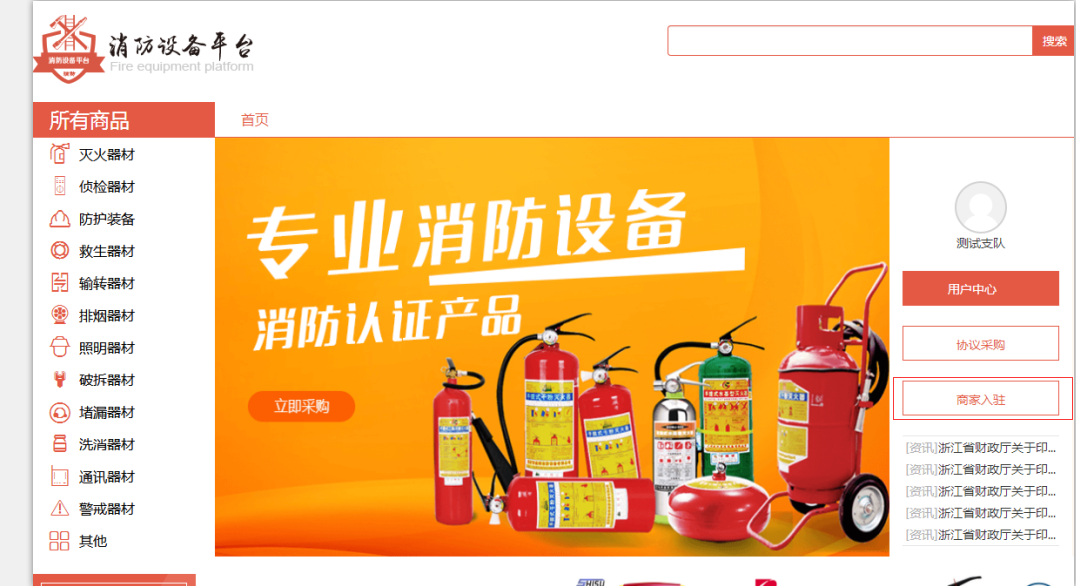 消防设备平台
消防设备平台
Fire equipment platform
搜索
所有商品
首页
灭火器材
侦检器材
防护装备
救生器材
输转器材
排烟器材
照明器材
破拆器材
堵漏器材
洗消器材
通讯器材
警戒器材
其他
专业消防设备
消防认证产品
立即采购
测试支队
用户中心
协议采购
商家入驻
[资讯]浙江省财政厅关于印...
[资讯]浙江省财政厅关于印...
[资讯]浙江省财政厅关于印...
[资讯]浙江省财政厅关于印...
[资讯]浙江省财政厅关于印...